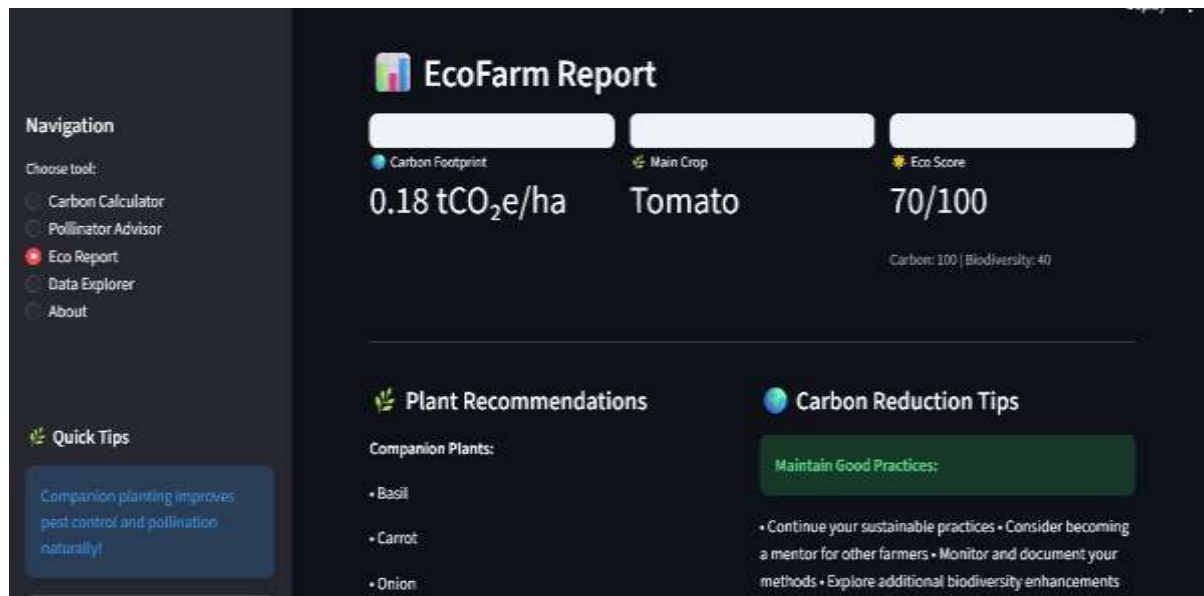 EcoFarm Report
Navigation
Choose tool:
Carbon Calculator
Pollinator Advisor
Eco Report
Data Explorer
About
Quick Tips
Companion planting improves
pest control and pollination
naturally!
Carbon Footprint
0.18 tCO₂e/ha
Main Crop
Tomato
Eco Score
70/100
Carbon: 100 | Biodiversity: 40
Plant Recommendations
Companion Plants:
• Basil
• Carrot
• Onion
Carbon Reduction Tips
Maintain Good Practices:
• Continue your sustainable practices • Consider becoming
a mentor for other farmers • Monitor and document your
methods • Explore additional biodiversity enhancements